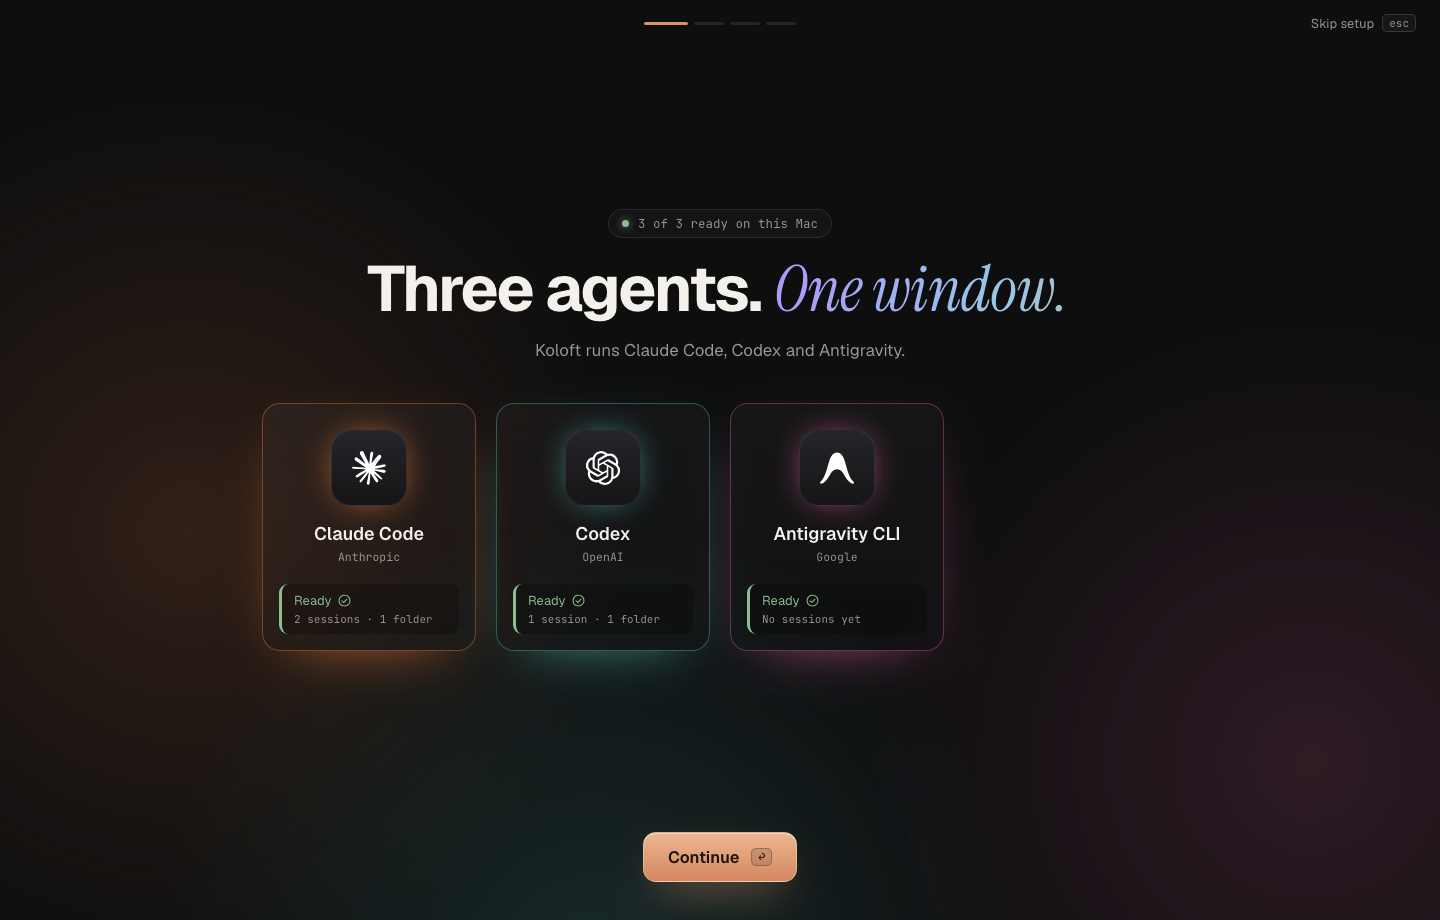 Skip setup esc
3 of 3 ready on this Mac
Three agents. One window.
Koloft runs Claude Code, Codex and Antigravity.
Claude Code
Anthropic
Ready
2 sessions · 1 folder
Codex
OpenAI
Ready
1 session · 1 folder
Antigravity CLI
Google
Ready
No sessions yet
Continue